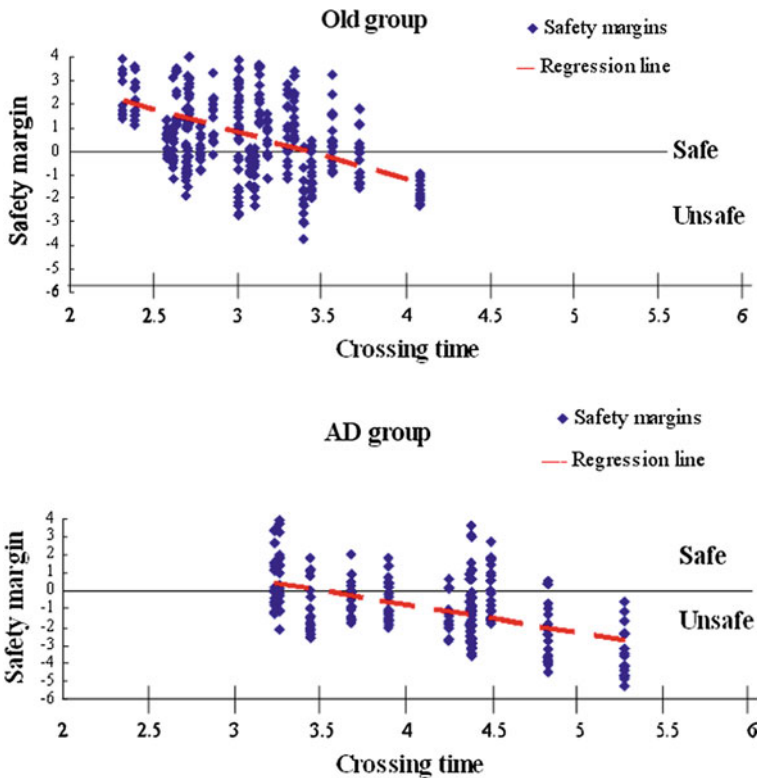 Old group
Safety margins
Regression line
Safety margin
4
3
2
1
0
-1
-2
-3
-4
-5
-6
Safe
Unsafe
2 2.5 3 3.5 4 4.5 5 5.5 6
Crossing time
AD group
Safety margins
Regression line
Safety margin
4
3
2
1
0
-1
-2
-3
-4
-5
-6
Safe
Unsafe
2 2.5 3 3.5 4 4.5 5 5.5 6
Crossing time